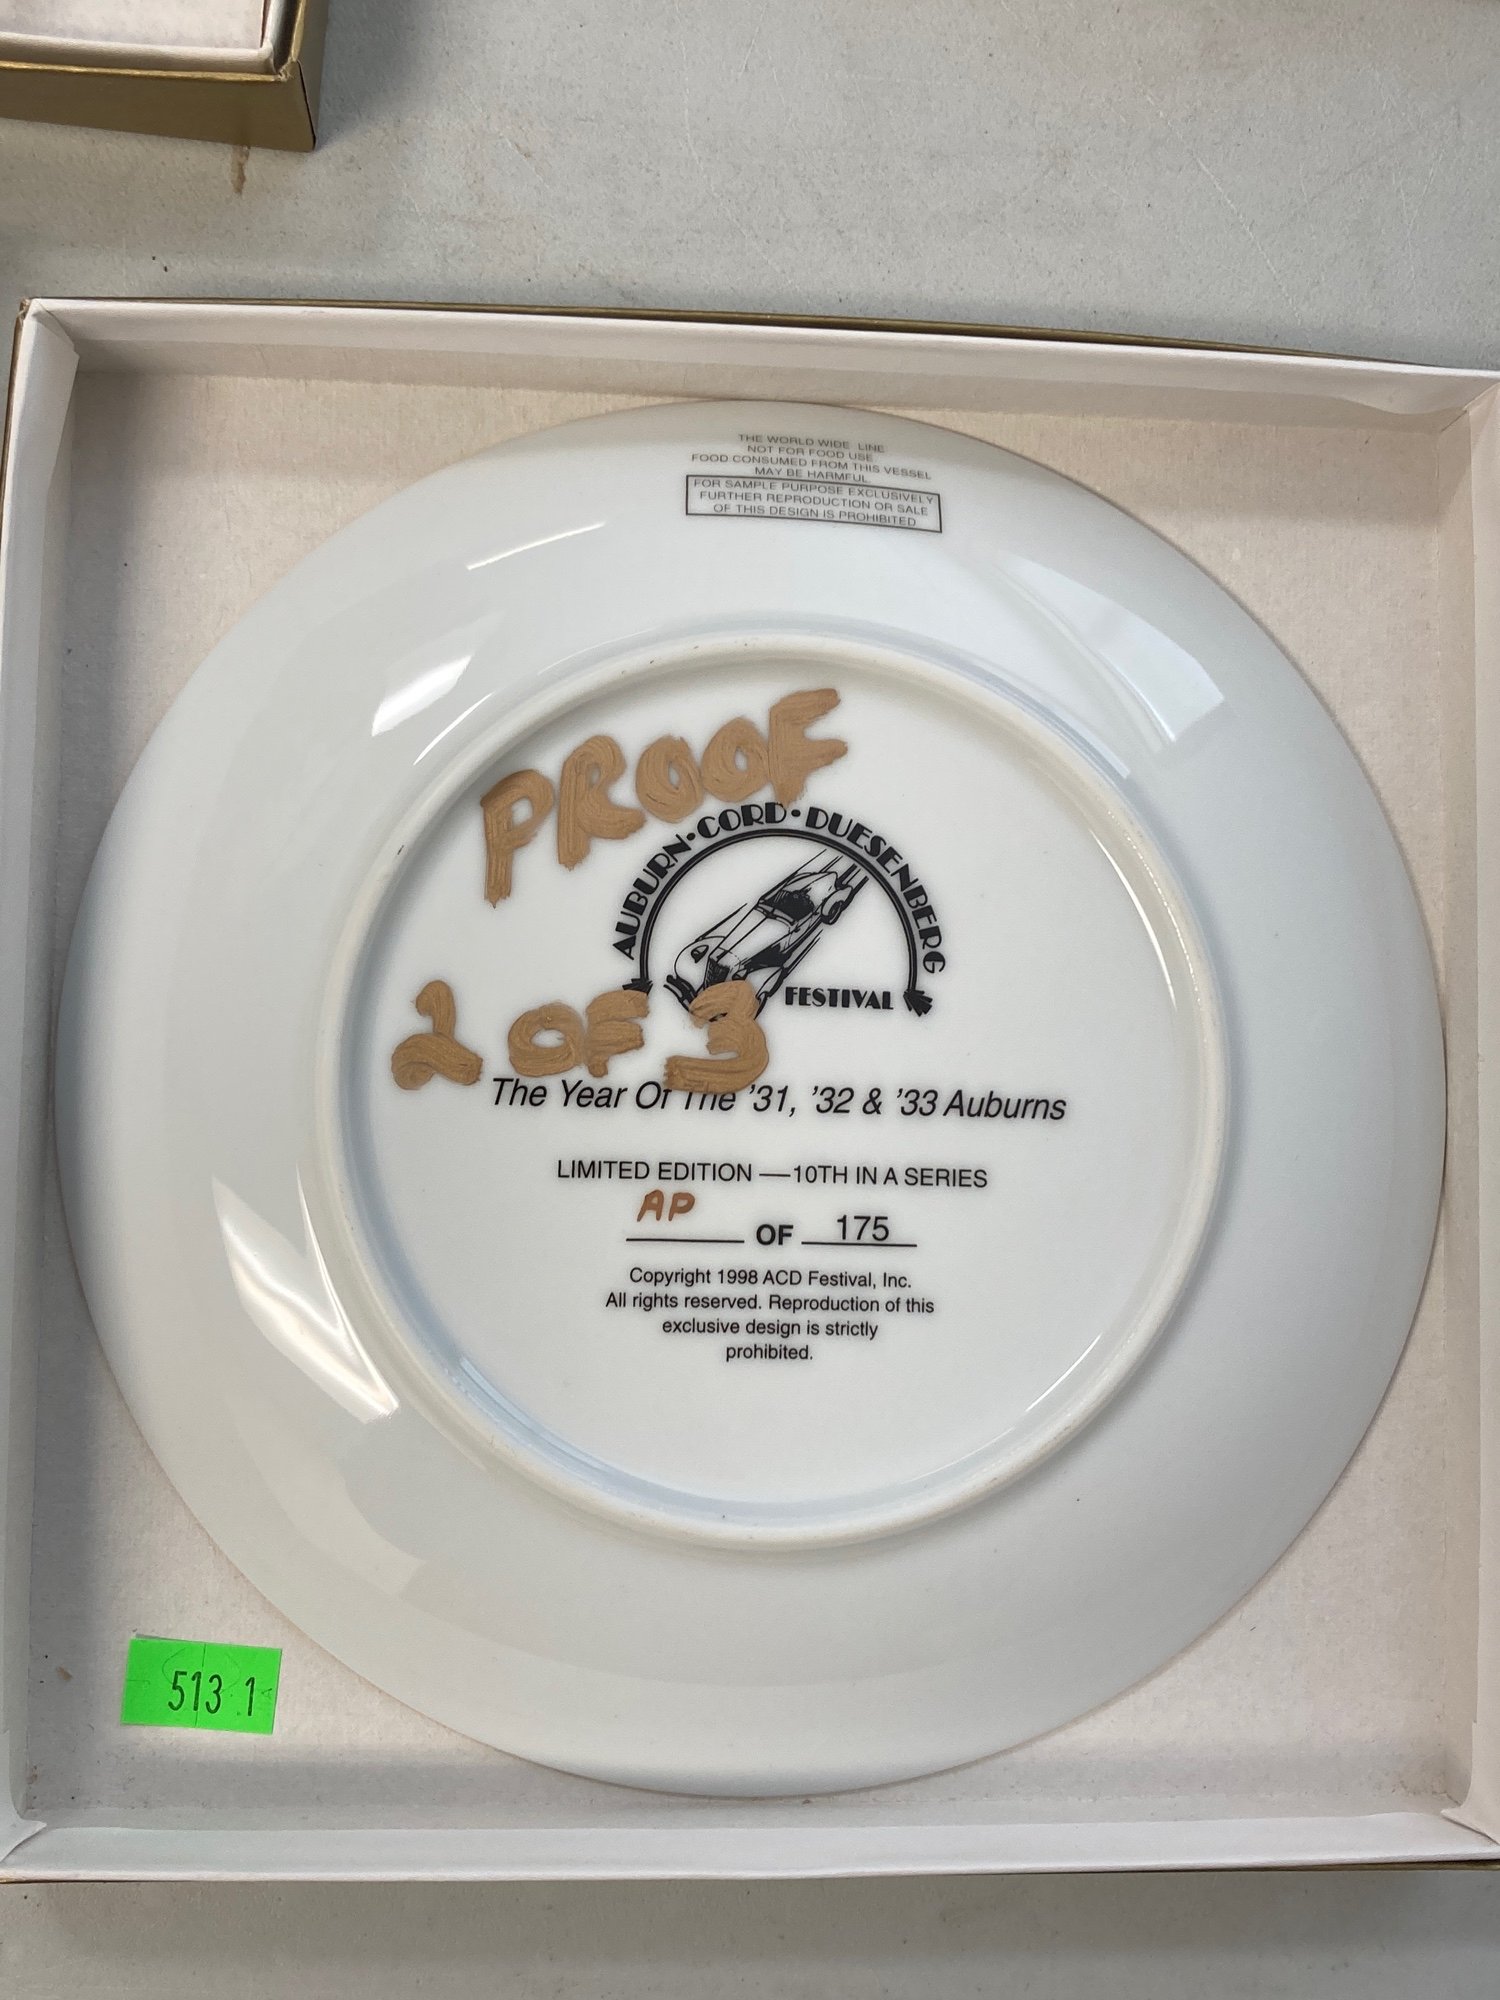 THE WORLD WIDE LINE
NOT FOR FOOD USE
FOOD CONSUMED FROM THIS VESSEL
MAY BE HARMFUL.
FOR SAMPLE PURPOSE EXCLUSIVELY
FURTHER REPRODUCTION OR SALE
OF THIS DESIGN IS PROHIBITED
PROOF
AUBURN·CORD·DUESENBERG
FESTIVAL
2 OF 3
The Year Of The '31, '32 & '33 Auburns
LIMITED EDITION — 10TH IN A SERIES
AP OF 175
Copyright 1998 ACD Festival, Inc.
All rights reserved. Reproduction of this
exclusive design is strictly
prohibited.
513 1